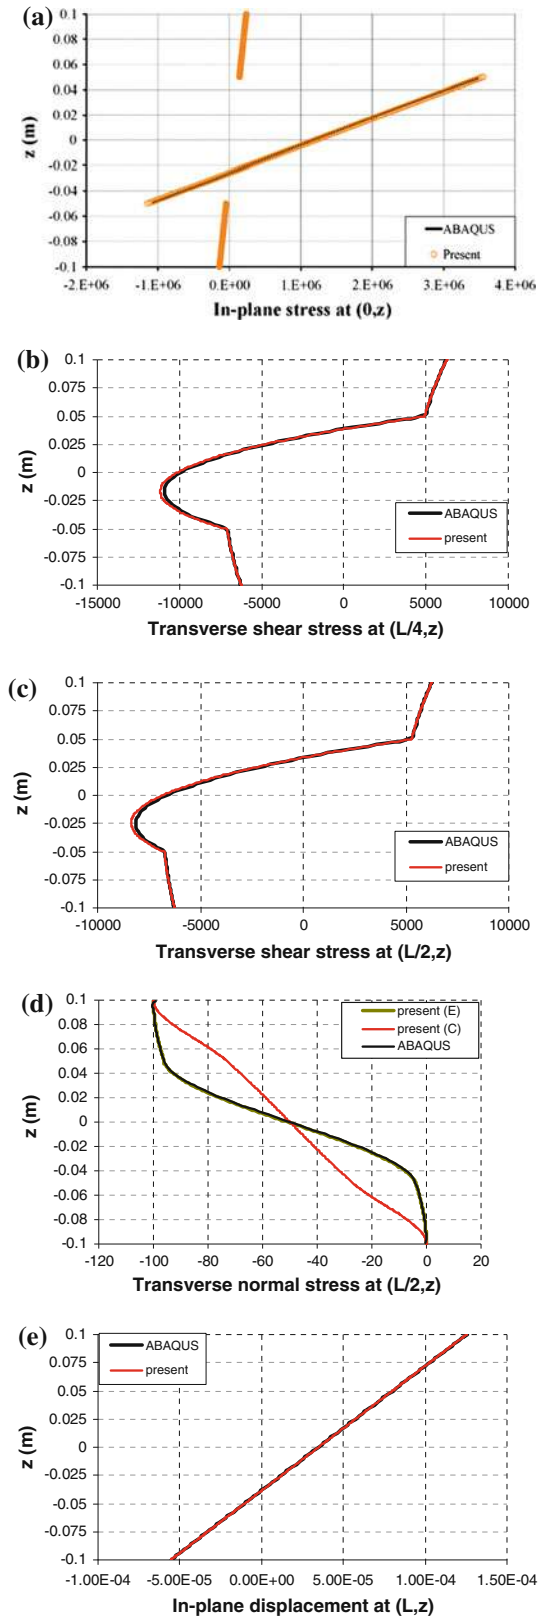 (a)
0.1
0.08
0.06
0.04
0.02
0
-0.02
-0.04
-0.06
-0.08
-0.1
z (m)
ABAQUS
Present
-2.E+06 -1.E+06 0.E+00 1.E+06 2.E+06 3.E+06 4.E+06
In-plane stress at (0,z)
(b)
0.1
0.075
0.05
0.025
0
-0.025
-0.05
-0.075
-0.1
z (m)
ABAQUS
present
-15000 -10000 -5000 0 5000 10000
Transverse shear stress at (L/4,z)
(c)
0.1
0.075
0.05
0.025
0
-0.025
-0.05
-0.075
-0.1
z (m)
ABAQUS
present
-10000 -5000 0 5000 10000
Transverse shear stress at (L/2,z)
(d)
0.1
0.08
0.06
0.04
0.02
0
-0.02
-0.04
-0.06
-0.08
-0.1
z (m)
present (E)
present (C)
ABAQUS
-120 -100 -80 -60 -40 -20 0 20
Transverse normal stress at (L/2,z)
(e)
0.1
0.075
0.05
0.025
0
-0.025
-0.05
-0.075
-0.1
z (m)
ABAQUS
present
-1.00E-04 -5.00E-05 0.00E+00 5.00E-05 1.00E-04 1.50E-04
In-plane displacement at (L,z)